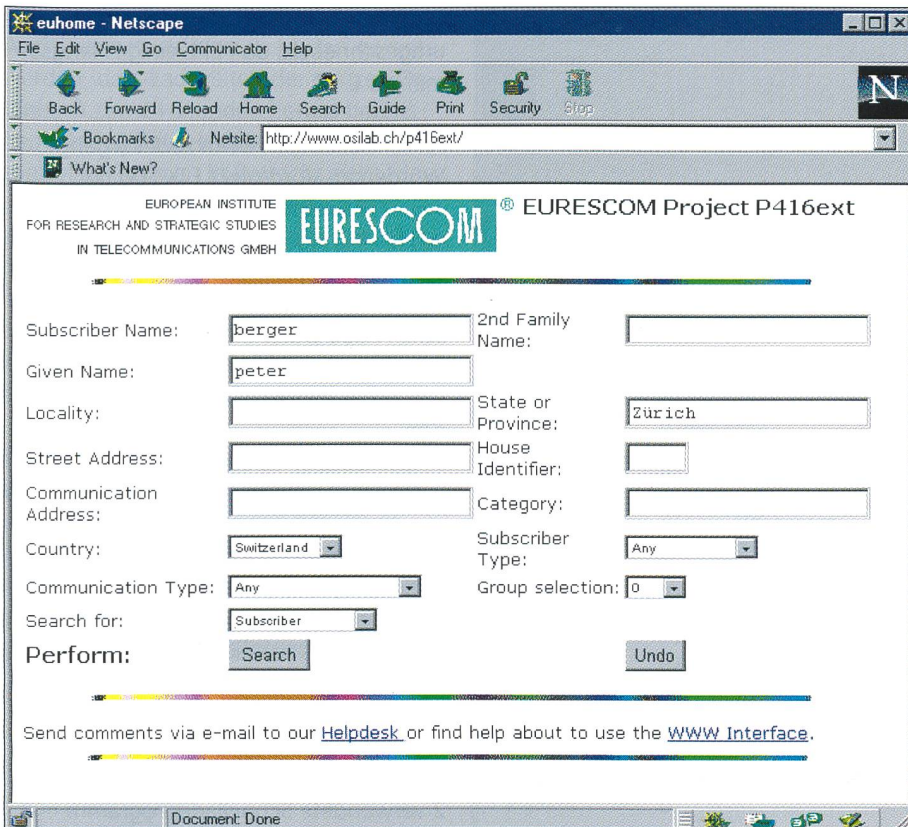 euhome - Netscape
File Edit View Go Communicator Help
Back Forward Reload Home Search Guide Print Security Stop
N
Bookmarks Netsite: http://www.osilab.ch/p416ext/
What's New?
EUROPEAN INSTITUTE
FOR RESEARCH AND STRATEGIC STUDIES
IN TELECOMMUNICATIONS GMBH
EURESCOM ® EURESCOM Project P416ext
Subscriber Name: berger 2nd Family Name:
Given Name: peter
Locality: State or Province: Zürich
Street Address: House Identifier:
Communication Address: Category:
Country: Switzerland Subscriber Type: Any
Communication Type: Any Group selection: 0
Search for: Subscriber
Perform: Search Undo
Send comments via e-mail to our Helpdesk or find help about to use the WWW Interface.
Document: Done